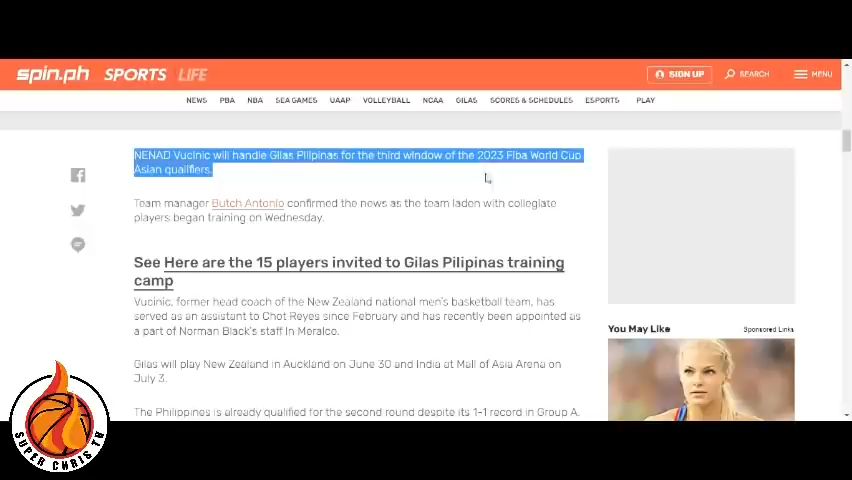 spin.ph SPORTS LIFE
SIGN UP SEARCH MENU
NEWS PBA NBA SEA GAMES UAAP VOLLEYBALL NCAA GILAS SCORES & SCHEDULES ESPORTS PLAY
NENAD Vucinic will handle Gilas Pilipinas for the third window of the 2023 Fiba World Cup
Asian qualifiers.
Team manager Butch Antonio confirmed the news as the team laden with collegiate
players began training on Wednesday.
See Here are the 15 players invited to Gilas Pilipinas training
camp
Vucinic, former head coach of the New Zealand national men's basketball team, has
served as an assistant to Chot Reyes since February and has recently been appointed as
a part of Norman Black's staff in Meralco.
Gilas will play New Zealand in Auckland on June 30 and India at Mall of Asia Arena on
July 3.
The Philippines is already qualified for the second round despite its 1-1 record in Group A.
You May Like Sponsored Links
SUPER CHRIS TV